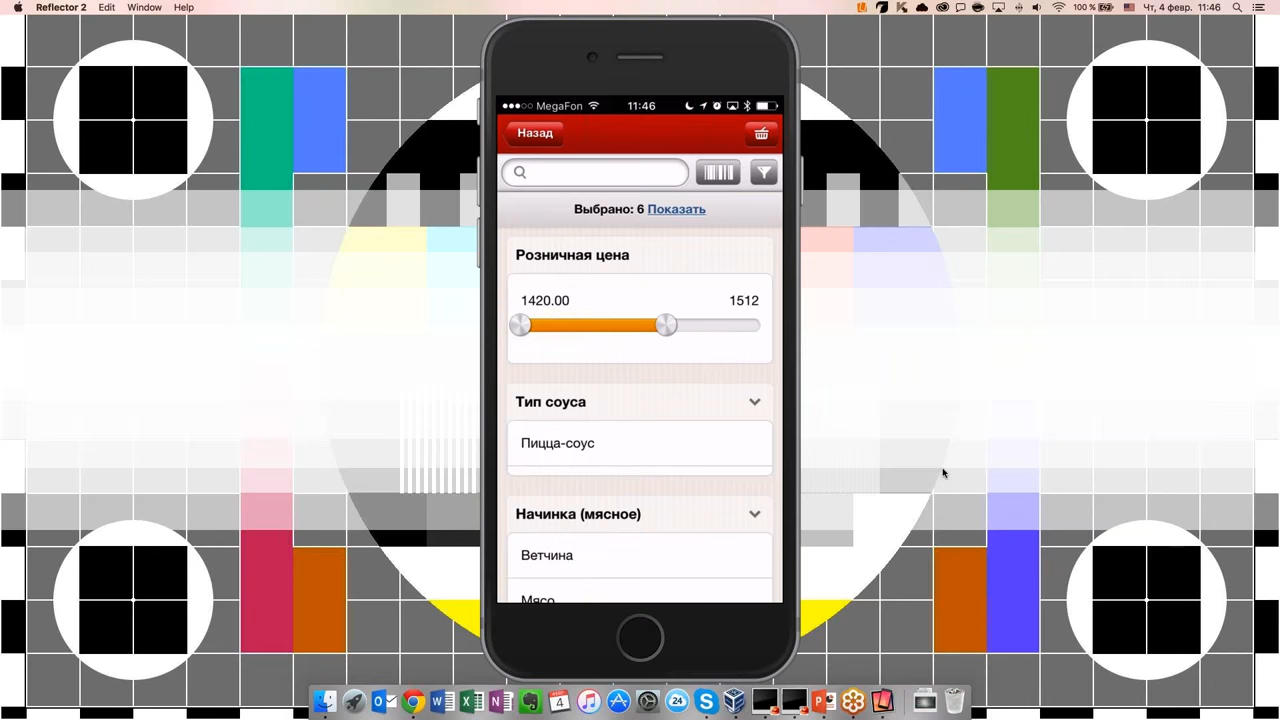 Reflector 2 Edit Window Help 100 % Чт, 4 февр. 11:46
MegaFon 11:46
Назад
Выбрано: 6 Показать
Розничная цена
1420.00 1512
Тип соуса
Пицца-соус
Начинка (мясное)
Ветчина
Мясо